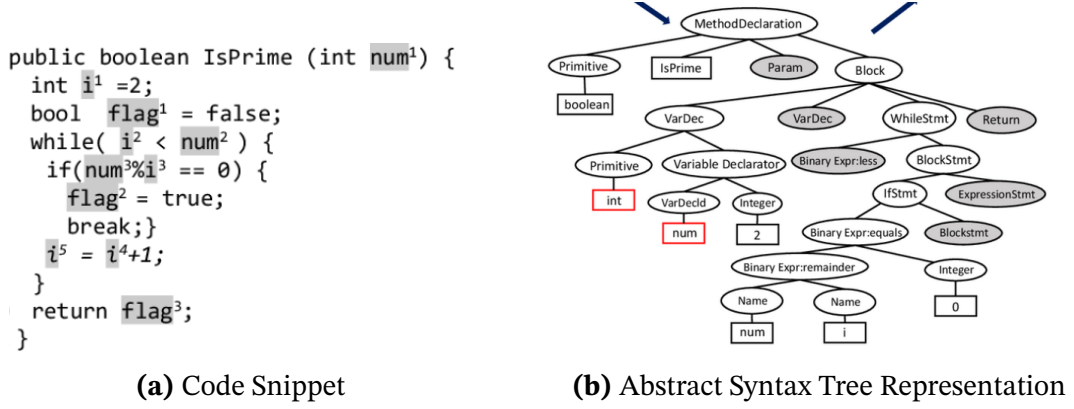 public boolean IsPrime (int num¹) {
int i¹ =2;
bool flag¹ = false;
while( i² < num² ) {
if(num³%i³ == 0) {
flag² = true;
break;}
i⁵ = i⁴+1;
}
return flag³;
}
(a) Code Snippet
MethodDeclaration
Primitive IsPrime Param Block
boolean
VarDec VarDec WhileStmt Return
Primitive Variable Declarator Binary Expr:less BlockStmt
int VarDecId Integer IfStmt ExpressionStmt
num 2 Binary Expr:equals Blockstmt
Binary Expr:remainder Integer
Name Name 0
num i
(b) Abstract Syntax Tree Representation